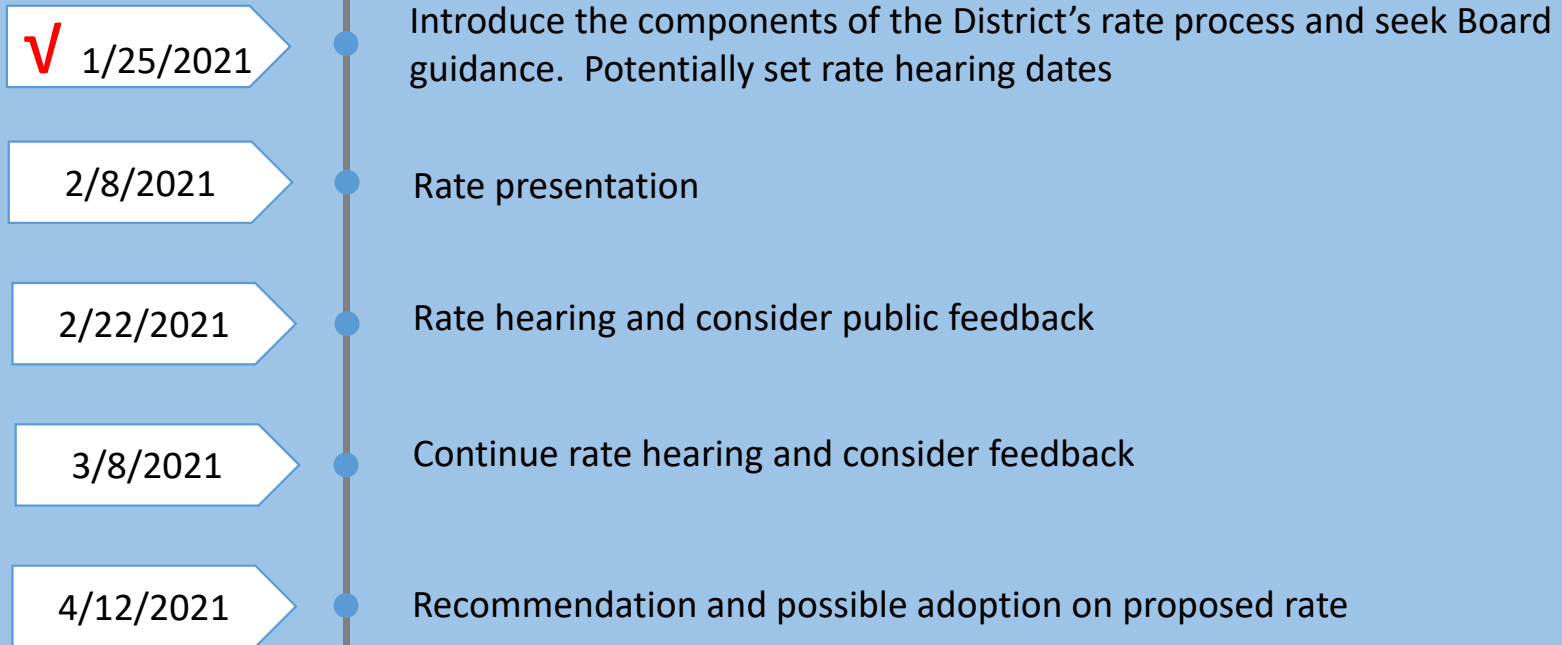 √ 1/25/2021
Introduce the components of the District’s rate process and seek Board
guidance.  Potentially set rate hearing dates
2/8/2021
Rate presentation
2/22/2021
Rate hearing and consider public feedback
3/8/2021
Continue rate hearing and consider feedback
4/12/2021
Recommendation and possible adoption on proposed rate